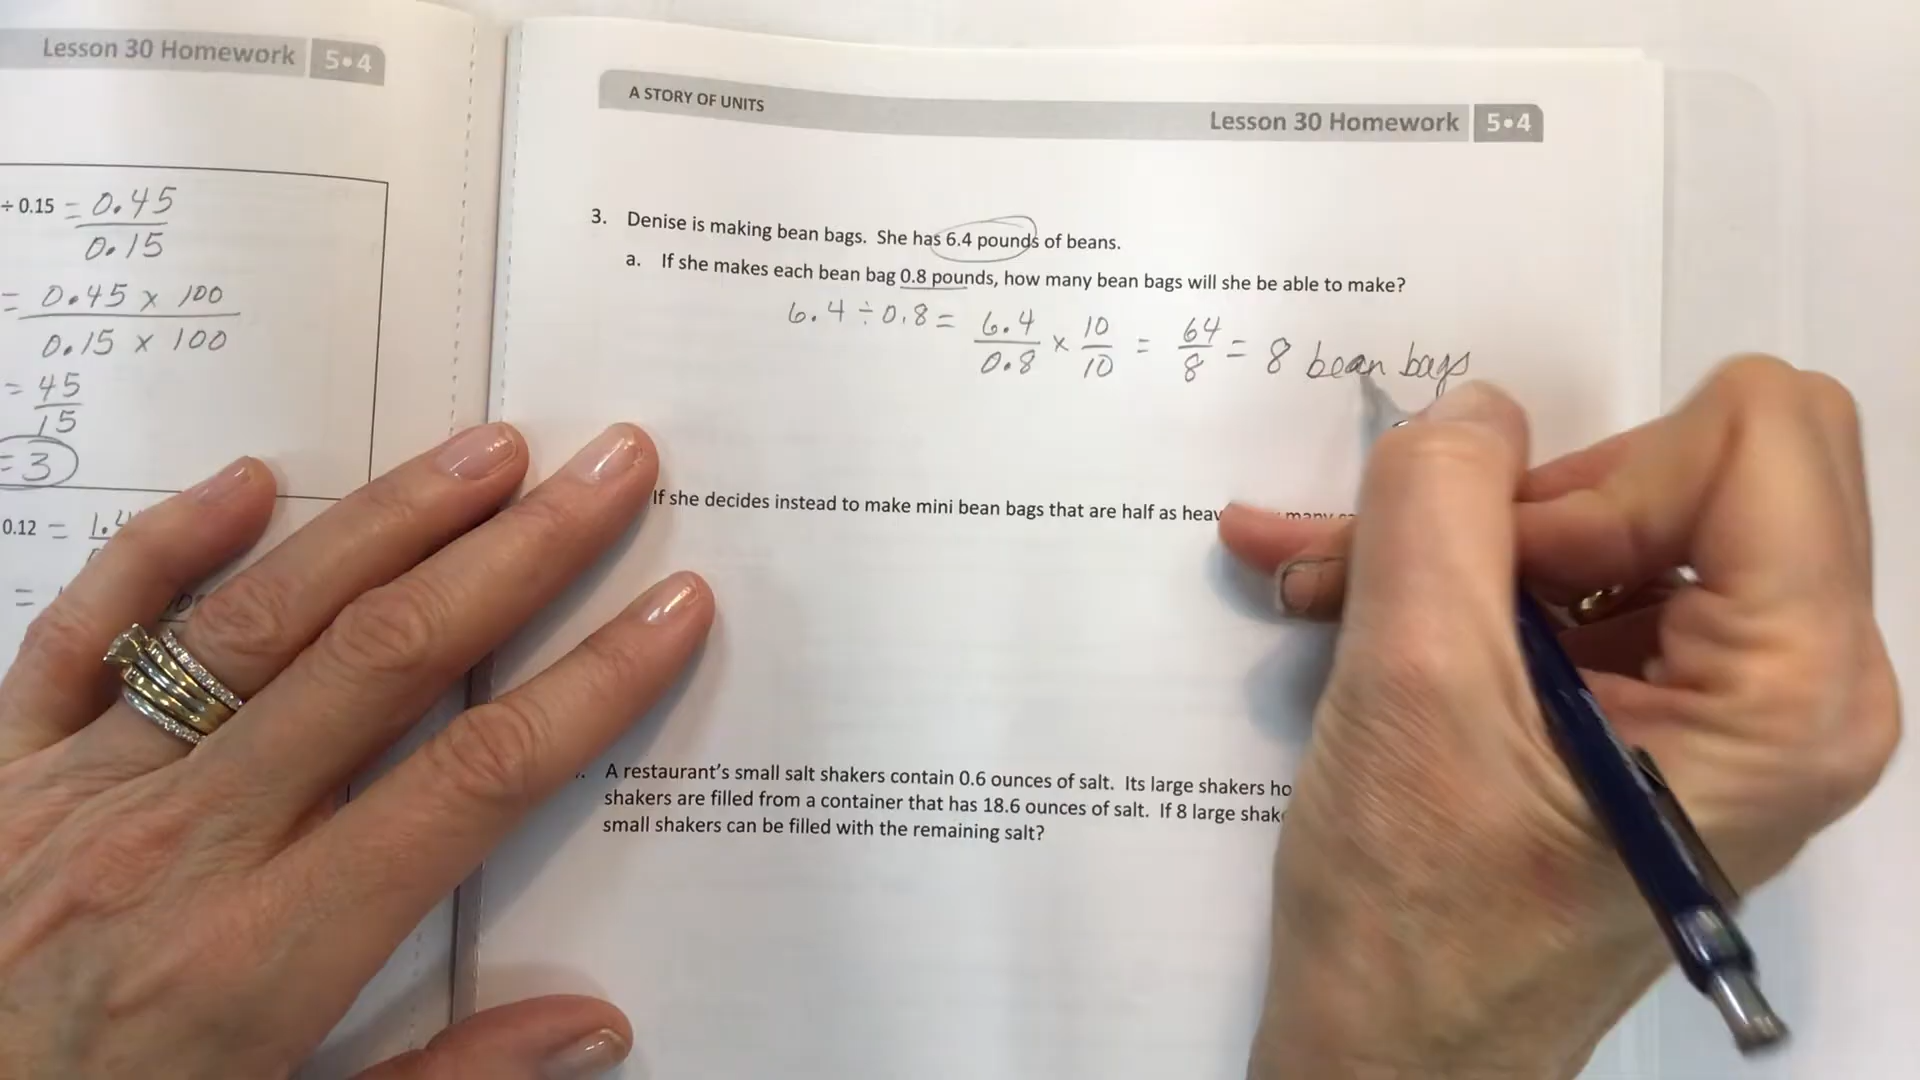 Lesson 30 Homework 5•4
÷ 0.15 = 0.45
0.15
= 0.45 x 100
0.15 x 100
= 45
15
= 3
0.12 = 1.4
=
A STORY OF UNITS
Lesson 30 Homework 5•4
3. Denise is making bean bags. She has 6.4 pounds of beans.
a. If she makes each bean bag 0.8 pounds, how many bean bags will she be able to make?
6.4 ÷ 0.8 = 6.4/0.8 x 10/10 = 64/8 = 8 bean bags
If she decides instead to make mini bean bags that are half as many
A restaurant’s small salt shakers contain 0.6 ounces of salt. Its large shakers
shakers are filled from a container that has 18.6 ounces of salt. If 8 large
small shakers can be filled with the remaining salt?